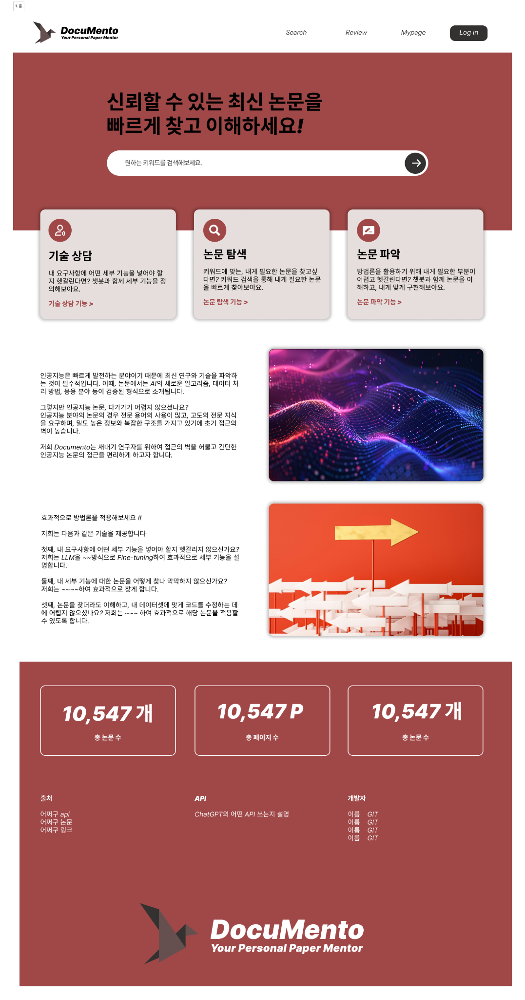 1. 홈
DocuMento
Your Personal Paper Mentor
Search
Review
Mypage
Log in
신뢰할 수 있는 최신 논문을
빠르게 찾고 이해하세요!
원하는 키워드를 검색해보세요.
기술 상담
내 요구사항에 어떤 세부 기능을 넣어야 할
지 헷갈린다면? 챗봇과 함께 세부 기능을 정
의해보아요.
기술 상담 기능 >
논문 탐색
키워드에 맞는, 내게 필요한 논문을 찾고싶
다면? 키워드 검색을 통해 내게 필요한 논문
을 빠르게 찾아보아요.
논문 탐색 기능 >
논문 파악
방법론을 활용하기 위해 내게 필요한 부분이
어렵고 헷갈린다면? 챗봇과 함께 논문을 이
해하고, 내게 맞게 구현해보아요.
논문 파악 기능 >
인공지능은 빠르게 발전하는 분야이기 때문에 최신 연구와 기술을 파악하
는 것이 필수적입니다. 이때, 논문에서는 AI의 새로운 알고리즘, 데이터 처
리 방법, 응용 분야 등이 검증된 형식으로 소개됩니다.
그렇지만 인공지능 논문, 다가가기 어렵지 않으셨나요?
인공지능 분야의 논문의 경우 전문 용어의 사용이 많고, 고도의 전문 지식
을 요구하며, 밀도 높은 정보와 복잡한 구조를 가지고 있기에 초기 접근의
벽이 높습니다.
저희 Documento는 새내기 연구자를 위하여 접근의 벽을 허물고 간단한
인공지능 논문의 접근을 편리하게 하고자 합니다.
효과적으로 방법론을 적용해보세요 !!
저희는 다음과 같은 기술을 제공합니다
첫째, 내 요구사항에 어떤 세부 기능을 넣어야 할지 헷갈리지 않으신가요?
저희는 LLM을 ~~방식으로 Fine-tuning하여 효과적으로 세부 기능을 설
명합니다.
둘째, 내 세부 기능에 대한 논문을 어떻게 찾나 막막하지 않으신가요?
저희는 ~~~~하여 효과적으로 찾게 합니다.
셋째, 논문을 찾더라도 이해하고, 내 데이터셋에 맞게 코드를 수정하는 데
에 어렵지 않으셨나요? 저희는 ~~~ 하여 효과적으로 해당 논문을 적용할
수 있도록 합니다.
10,547 개
총 논문 수
10,547 P
총 페이지 수
10,547 개
총 논문 수
출처
어쩌구 api
어쩌구 논문
어쩌구 링크
API
ChatGPT의 어떤 API 쓰는지 설명
개발자
이름 GIT
이름 GIT
이름 GIT
이름 GIT
DocuMento
Your Personal Paper Mentor